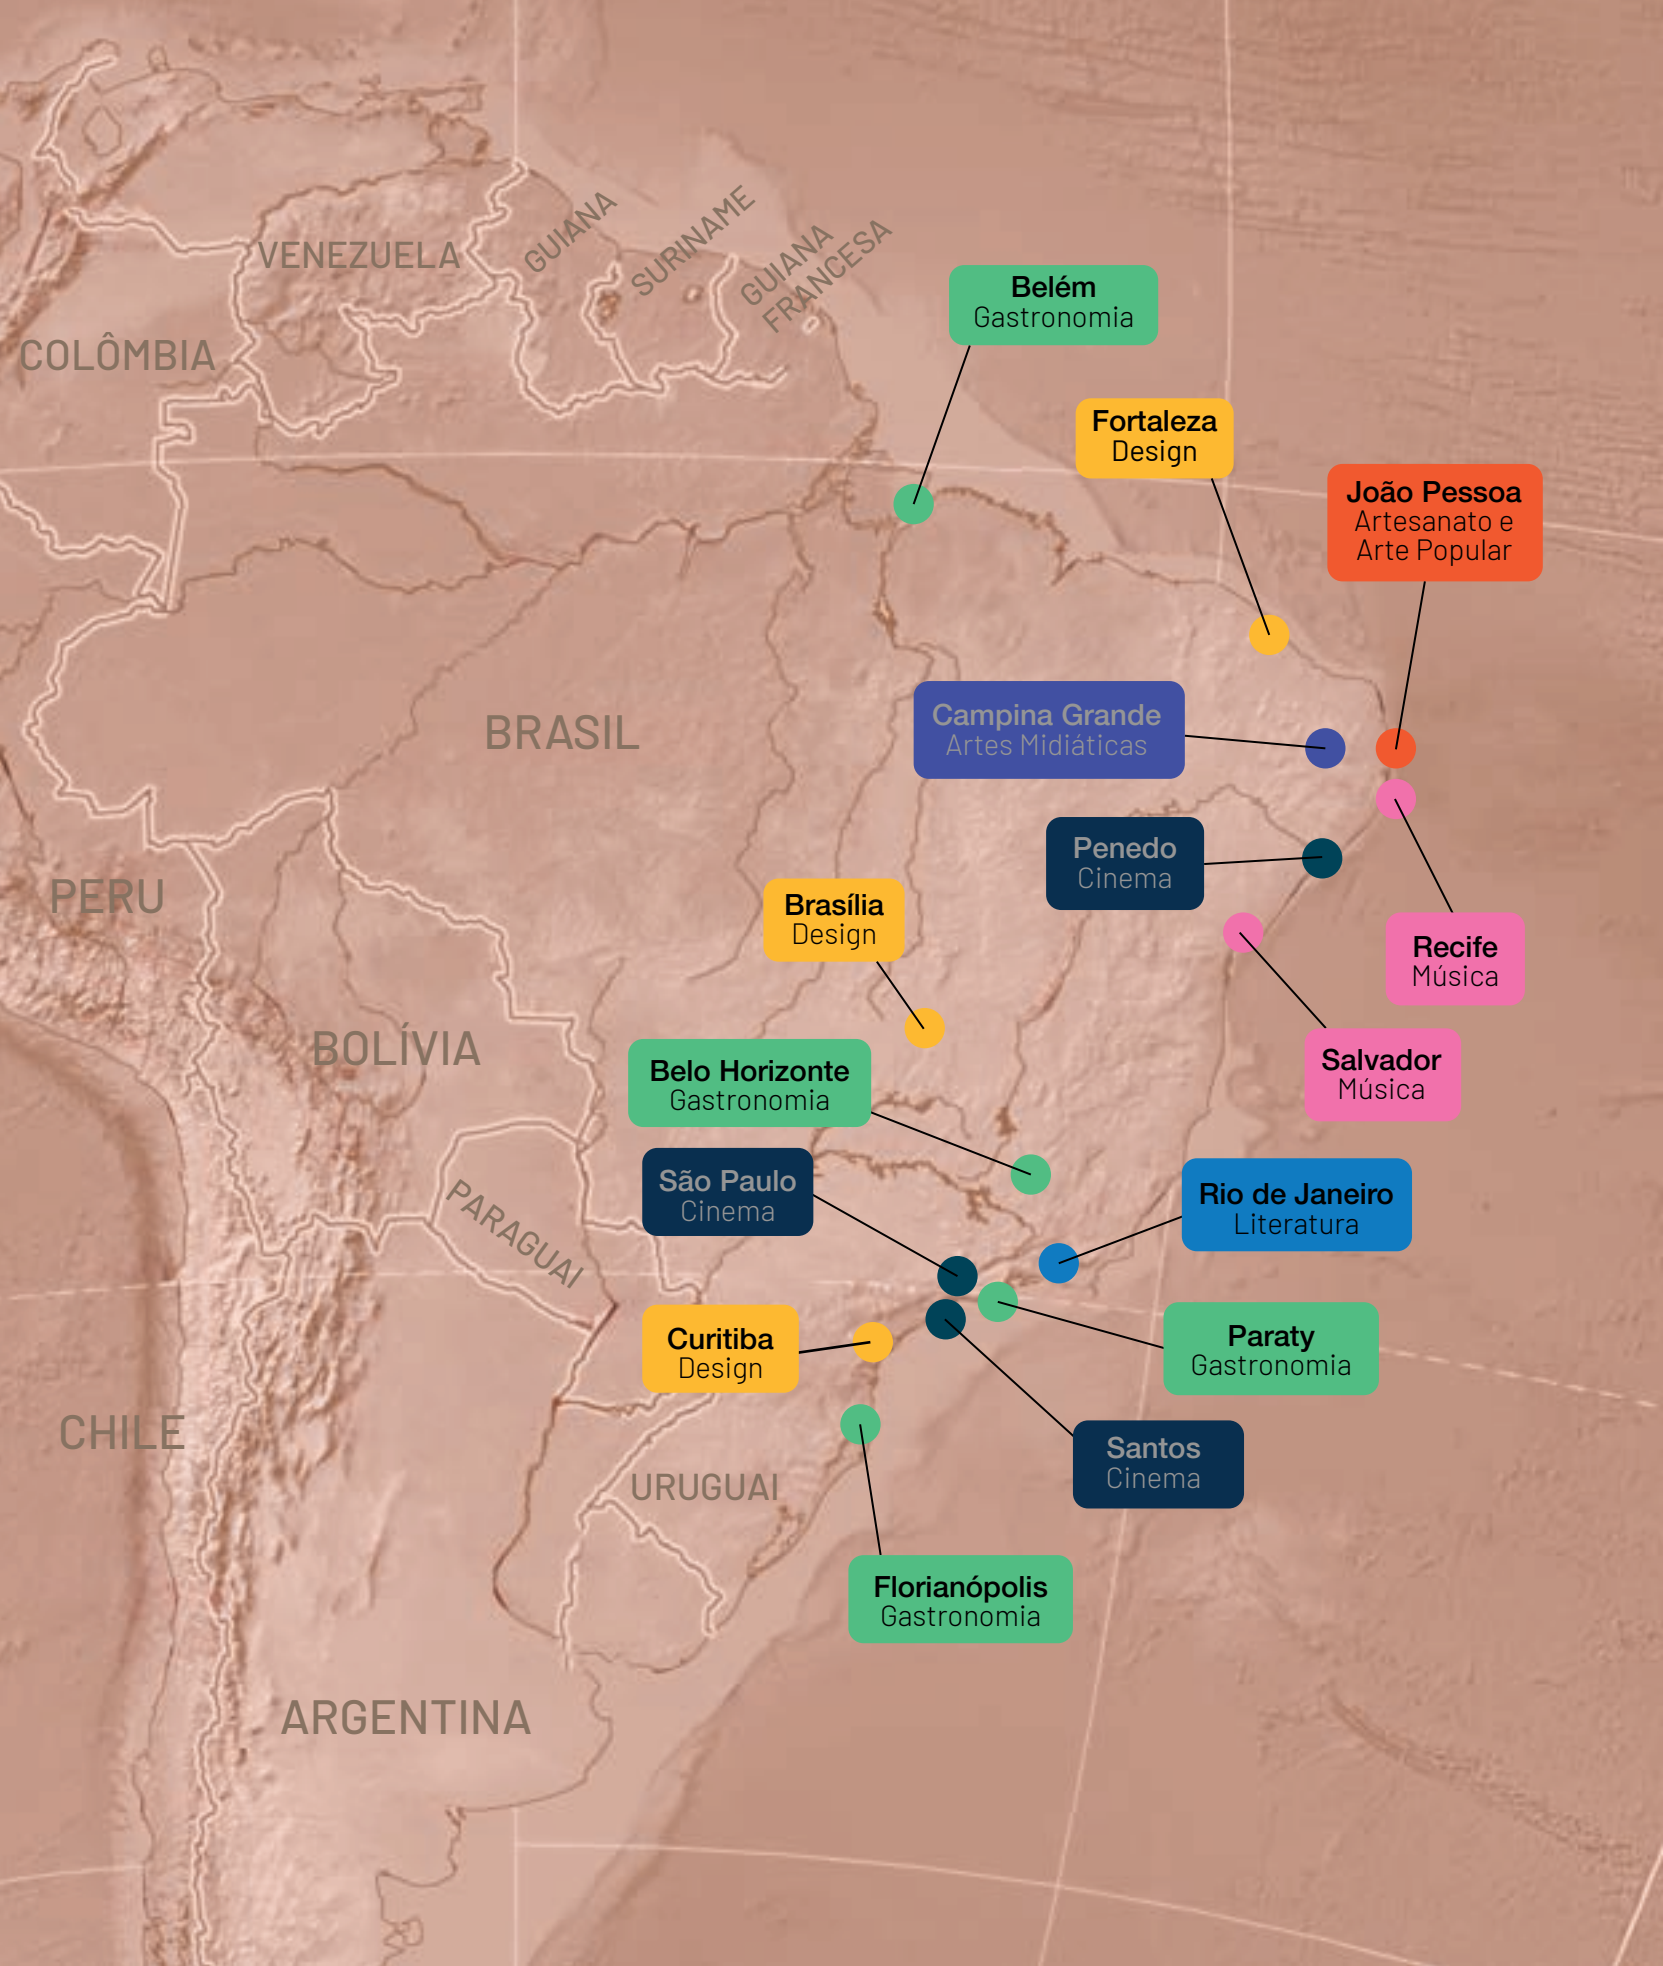 VENEZUELA
GUIANA
SURINAME
GUIANA
FRANCESA
COLÔMBIA
Belém
Gastronomia
Fortaleza
Design
João Pessoa
Artesanato e
Arte Popular
BRASIL
Campina Grande
Artes Midiáticas
Penedo
Cinema
PERU
Brasília
Design
Recife
Música
BOLÍVIA
Salvador
Música
Belo Horizonte
Gastronomia
São Paulo
Cinema
Rio de Janeiro
Literatura
PARAGUAI
Curitiba
Design
Paraty
Gastronomia
CHILE
Santos
Cinema
URUGUAI
Florianópolis
Gastronomia
ARGENTINA